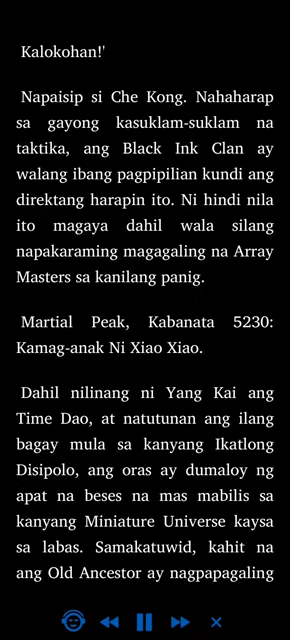 Kalokohan!'
Napaisip si Che Kong. Nahaharap
sa gayong kasuklam-suklam na
taktika, ang Black Ink Clan ay
walang ibang pagpipilian kundi ang
direktang harapin ito. Ni hindi nila
ito magaya dahil wala silang
napakaraming magagaling na Array
Masters sa kanilang panig.
Martial Peak, Kabanata 5230:
Kamag-anak Ni Xiao Xiao.
Dahil nilinang ni Yang Kai ang
Time Dao, at natutunan ang ilang
bagay mula sa kanyang Ikatlong
Disipolo, ang oras ay dumaloy ng
apat na beses na mas mabilis sa
kanyang Miniature Universe kaysa
sa labas. Samakatuwid, kahit na
ang Old Ancestor ay nagpapagaling